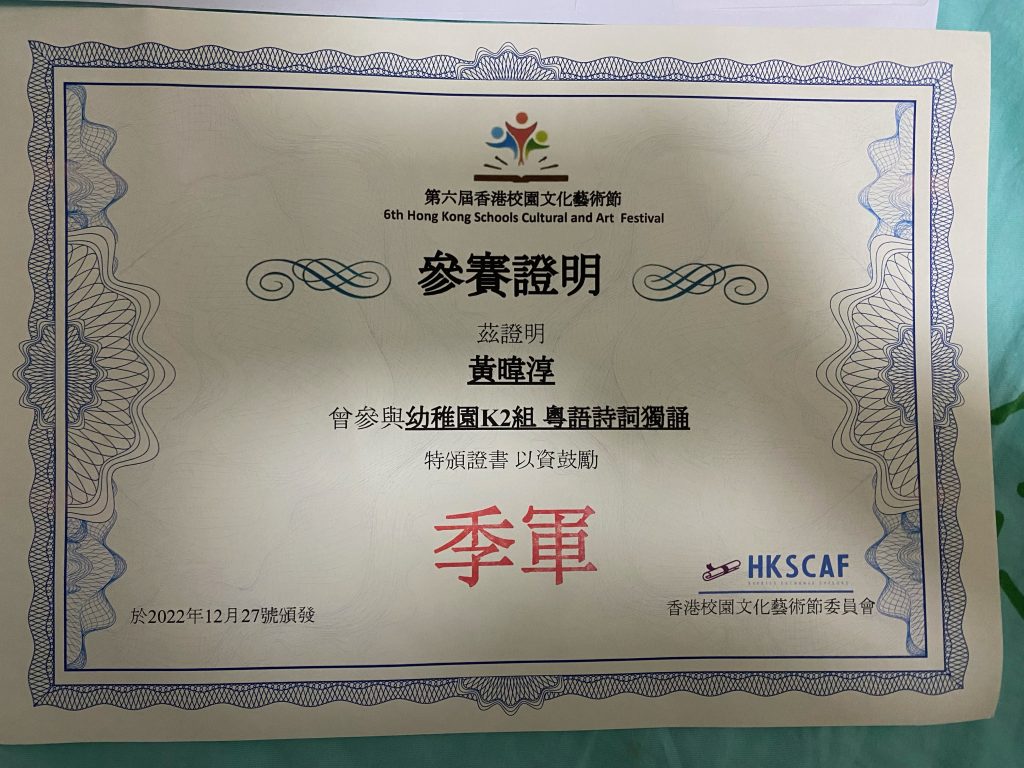 第六屆香港校園文化藝術節
6th Hong Kong Schools Cultural and Art Festival
參賽證明
茲證明
黃暐淳
曾參與幼稚園K2組 粵語詩詞獨誦
特頒證書 以資鼓勵
季軍
HKSCAF
於2022年12月27號頒發
香港校園文化藝術節委員會